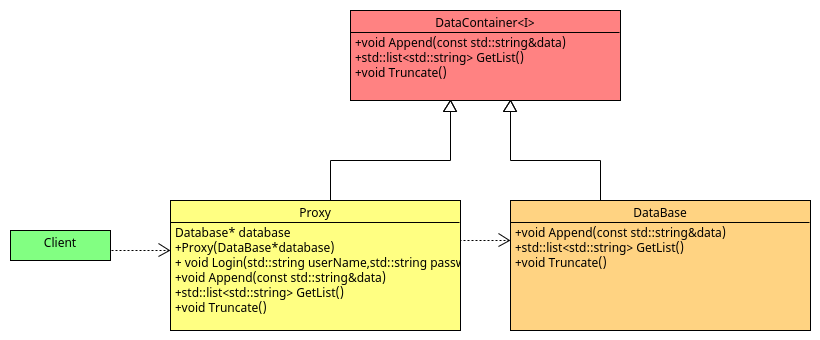 DataContainer<I>
+void Append(const std::string&data)
+std::list<std::string> GetList()
+void Truncate()
Client
Proxy
Database* database
+Proxy(DataBase*database)
+ void Login(std::string userName,std::string passw
+void Append(const std::string&data)
+std::list<std::string> GetList()
+void Truncate()
DataBase
+void Append(const std::string&data)
+std::list<std::string> GetList()
+void Truncate()